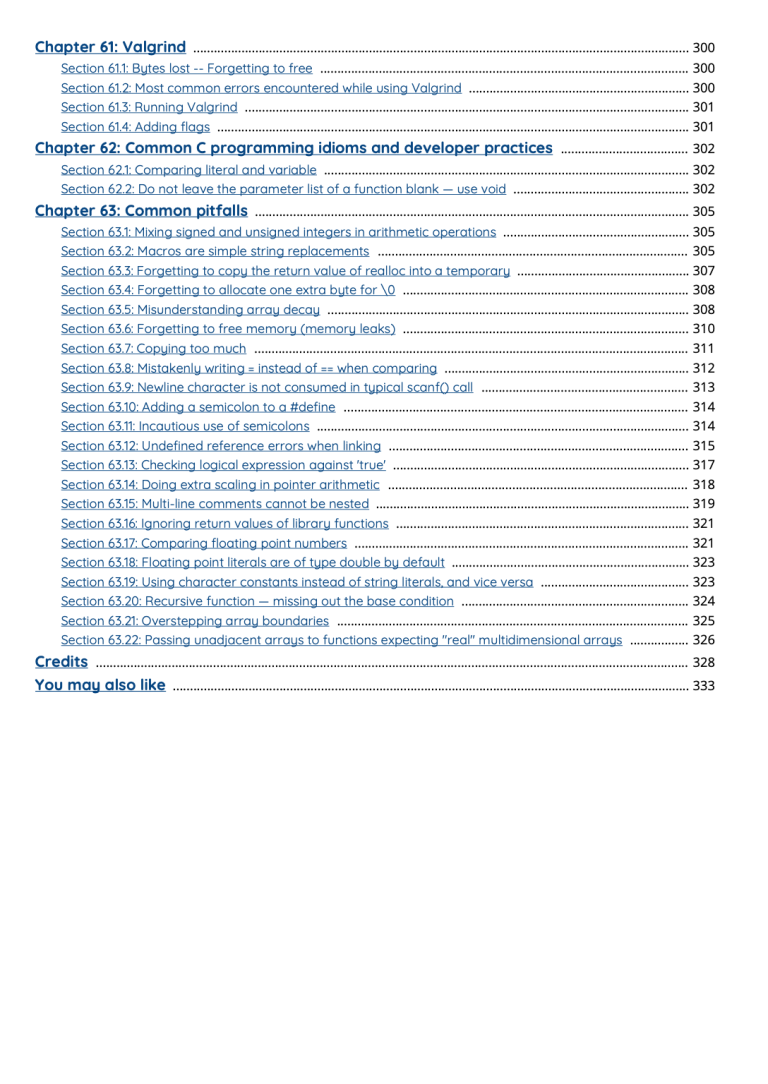 Chapter 61: Valgrind ........................................ 300
Section 61.1: Bytes lost -- Forgetting to free ........................................ 300
Section 61.2: Most common errors encountered while using Valgrind ........................................ 300
Section 61.3: Running Valgrind ........................................ 301
Section 61.4: Adding flags ........................................ 301
Chapter 62: Common C programming idioms and developer practices ........................................ 302
Section 62.1: Comparing literal and variable ........................................ 302
Section 62.2: Do not leave the parameter list of a function blank — use void ........................................ 302
Chapter 63: Common pitfalls ........................................ 305
Section 63.1: Mixing signed and unsigned integers in arithmetic operations ........................................ 305
Section 63.2: Macros are simple string replacements ........................................ 305
Section 63.3: Forgetting to copy the return value of realloc into a temporary ........................................ 307
Section 63.4: Forgetting to allocate one extra byte for \0 ........................................ 308
Section 63.5: Misunderstanding array decay ........................................ 308
Section 63.6: Forgetting to free memory (memory leaks) ........................................ 310
Section 63.7: Copying too much ........................................ 311
Section 63.8: Mistakenly writing = instead of == when comparing ........................................ 312
Section 63.9: Newline character is not consumed in typical scanf() call ........................................ 313
Section 63.10: Adding a semicolon to a #define ........................................ 314
Section 63.11: Incautious use of semicolons ........................................ 314
Section 63.12: Undefined reference errors when linking ........................................ 315
Section 63.13: Checking logical expression against 'true' ........................................ 317
Section 63.14: Doing extra scaling in pointer arithmetic ........................................ 318
Section 63.15: Multi-line comments cannot be nested ........................................ 319
Section 63.16: Ignoring return values of library functions ........................................ 321
Section 63.17: Comparing floating point numbers ........................................ 321
Section 63.18: Floating point literals are of type double by default ........................................ 323
Section 63.19: Using character constants instead of string literals, and vice versa ........................................ 323
Section 63.20: Recursive function — missing out the base condition ........................................ 324
Section 63.21: Overstepping array boundaries ........................................ 325
Section 63.22: Passing unadjacent arrays to functions expecting "real" multidimensional arrays ................. 326
Credits ........................................ 328
You may also like ........................................ 333